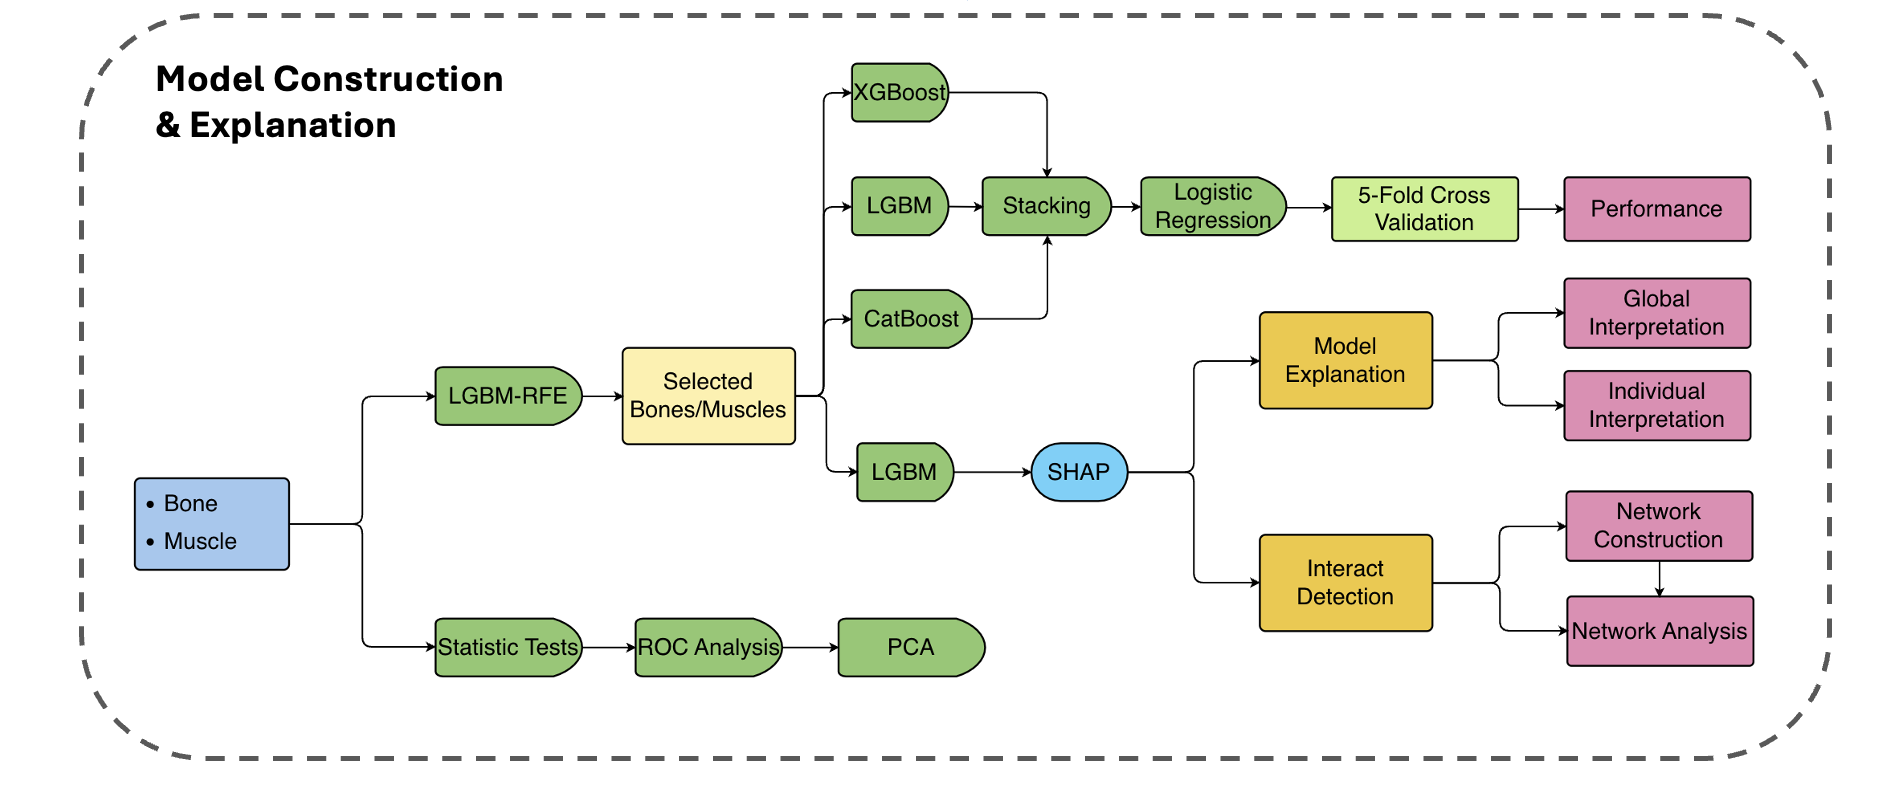 Model Construction
& Explanation
XGBoost
LGBM
Stacking
Logistic
Regression
5-Fold Cross
Validation
Performance
CatBoost
Global
Interpretation
Model
Explanation
Individual
Interpretation
LGBM-RFE
Selected
Bones/Muscles
LGBM
SHAP
• Bone
• Muscle
Network
Construction
Interact
Detection
Network Analysis
Statistic Tests
ROC Analysis
PCA